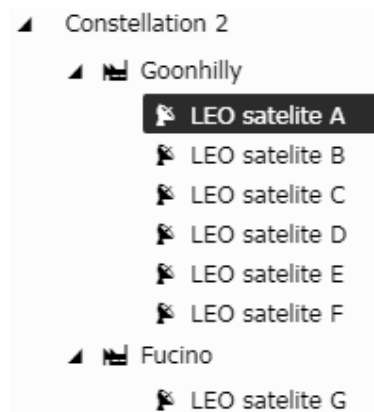 Constellation 2
Goonhilly
LEO satelite A
LEO satelite B
LEO satelite C
LEO satelite D
LEO satelite E
LEO satelite F
Fucino
LEO satelite G